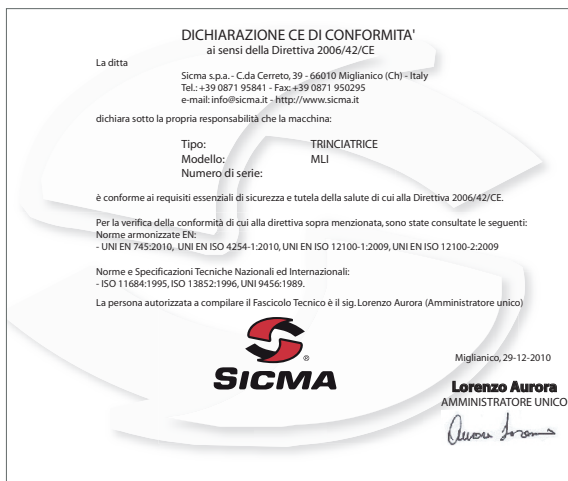 DICHIARAZIONE CE DI CONFORMITA'
ai sensi della Direttiva 2006/42/CE
La ditta
Sicma s.p.a. - C.da Cerreto, 39 - 66010 Miglianico (Ch) - Italy
Tel.: +39 0871 95841 - Fax: +39 0871 950295
e-mail: info@sicma.it - http://www.sicma.it
dichiara sotto la propria responsabilità che la macchina:
Tipo: TRINCIATRICE
Modello: MLI
Numero di serie:
è conforme ai requisiti essenziali di sicurezza e tutela della salute di cui alla Direttiva 2006/42/CE.
Per la verifica della conformità di cui alla direttiva sopra menzionata, sono state consultate le seguenti:
Norme armonizzate EN:
- UNI EN 745:2010, UNI EN ISO 4254-1:2010, UNI EN ISO 12100-1:2009, UNI EN ISO 12100-2:2009
Norme e Specificazioni Tecniche Nazionali ed Internazionali:
- ISO 11684:1995, ISO 13852:1996, UNI 9456:1989.
La persona autorizzata a compilare il Fascicolo Tecnico è il sig. Lorenzo Aurora (Amministratore unico)
®
SICMA
Miglianico, 29-12-2010
Lorenzo Aurora
AMMINISTRATORE UNICO